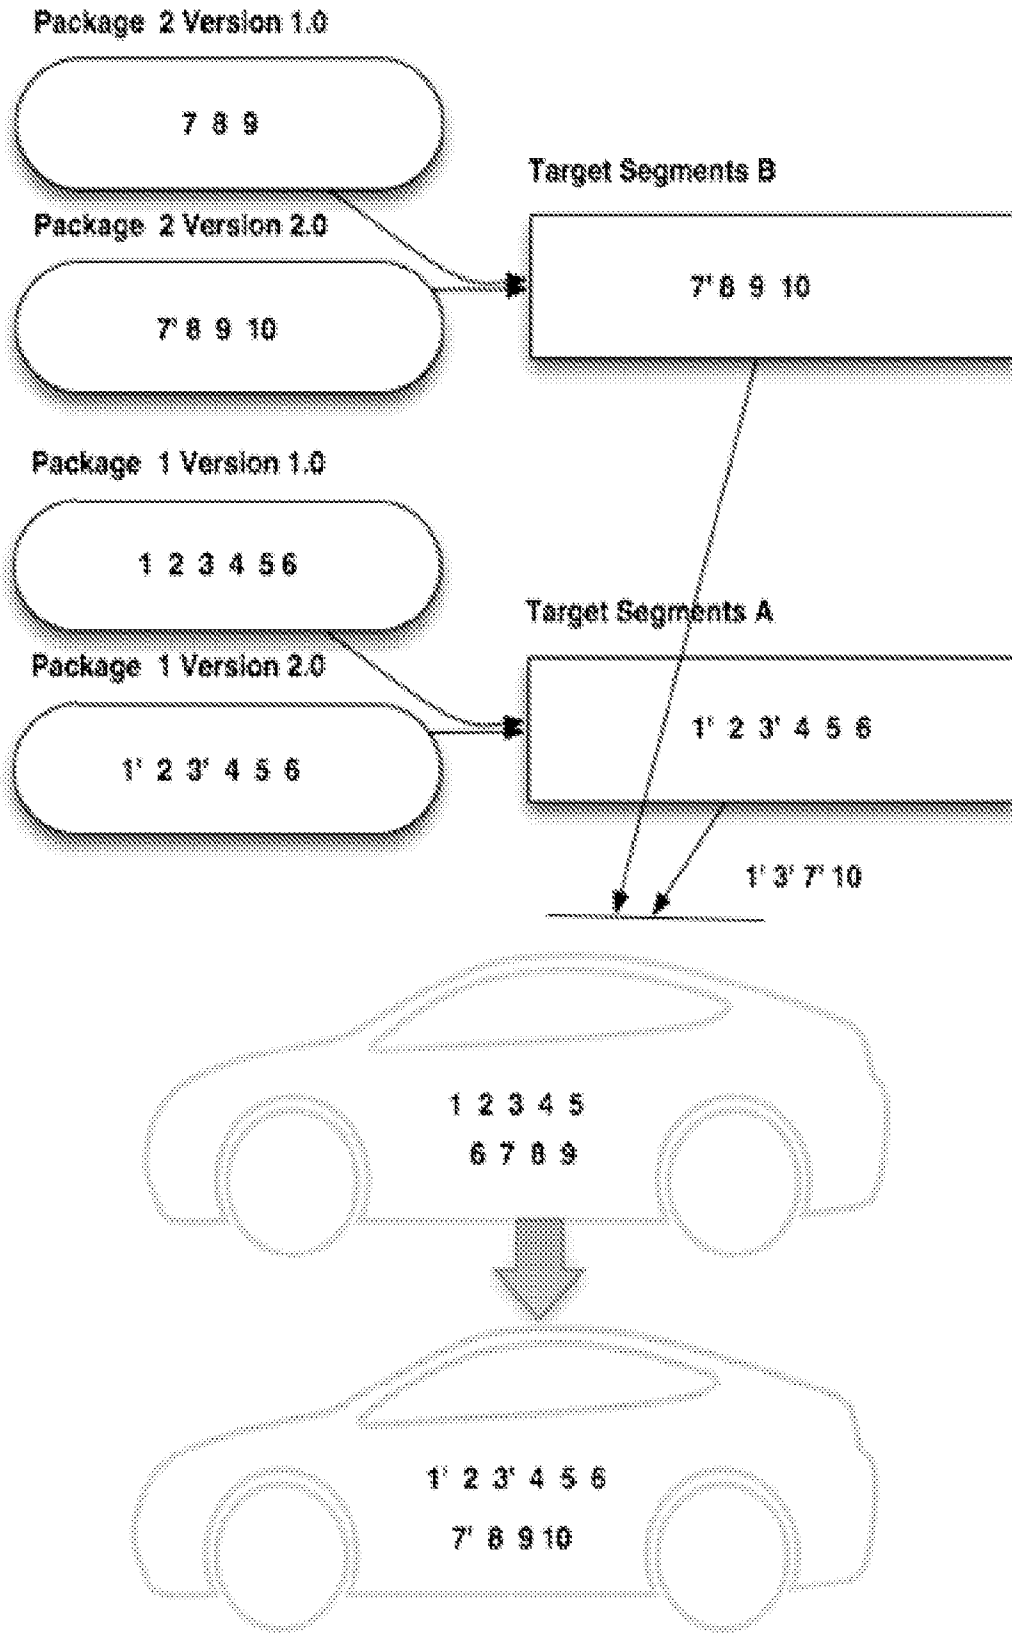 Package 2 Version 1.0
7 8 9
Target Segments B
Package 2 Version 2.0
7' 8 9 10
7' 8 9 10
Package 1 Version 1.0
1 2 3 4 5 6
Target Segments A
Package 1 Version 2.0
1' 2 3' 4 5 6
1' 2 3' 4 5 6
1' 3' 7' 10
1 2 3 4 5
6 7 8 9
1' 2 3' 4 5 6
7' 8 9 10